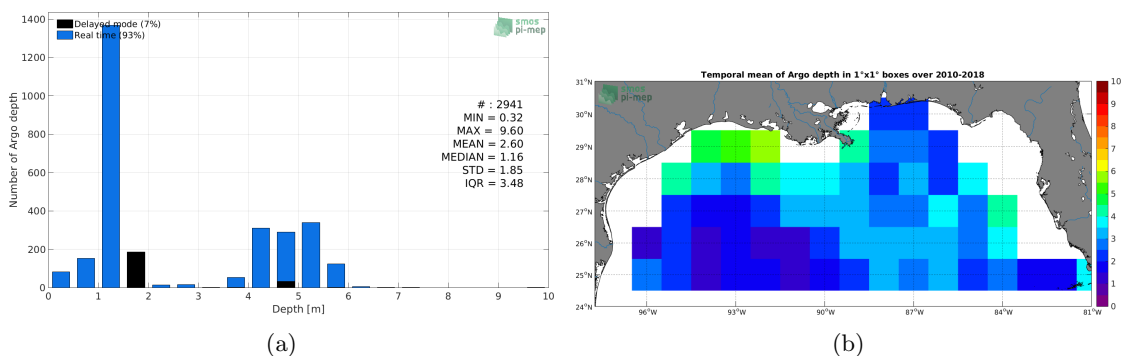 Delayed mode (7%)
Real time (93%)
smos
pi-mep
# : 2941
MIN = 0.32
MAX = 9.60
MEAN = 2.60
MEDIAN = 1.16
STD = 1.85
IQR = 3.48
Number of Argo depth
1400
1200
1000
800
600
400
200
0
0 1 2 3 4 5 6 7 8 9 10
Depth [m]
(a)
Temporal mean of Argo depth in 1°x1° boxes over 2010-2018
smos
pi-mep
31°N
30°N
29°N
28°N
27°N
26°N
25°N
24°N
96°W 93°W 90°W 87°W 84°W 81°W
10
9
8
7
6
5
4
3
2
1
0
(b)